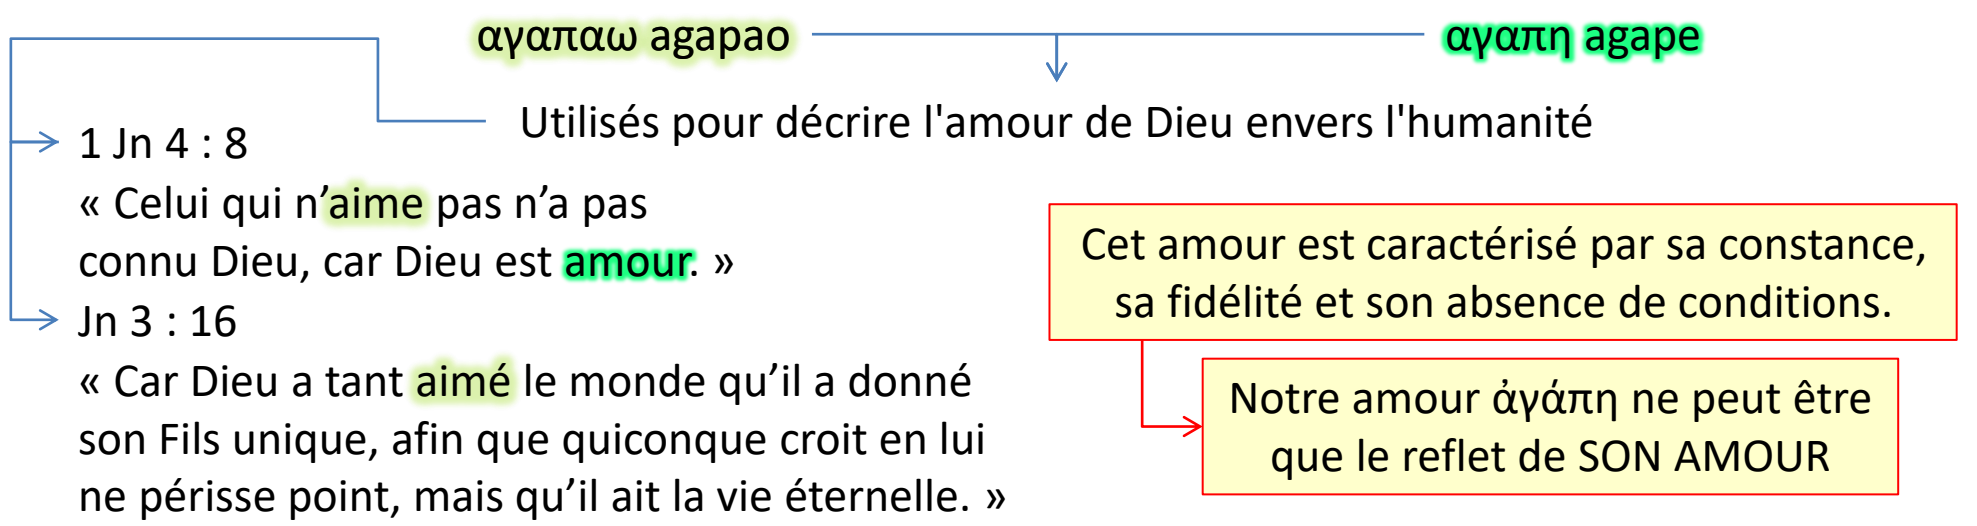 αγαπαω agapao
αγαπη agape
Utilisés pour décrire l'amour de Dieu envers l'humanité
1 Jn 4 : 8
« Celui qui n’aime pas n’a pas
connu Dieu, car Dieu est amour. »
Jn 3 : 16
« Car Dieu a tant aimé le monde qu’il a donné
son Fils unique, afin que quiconque croit en lui
ne périsse point, mais qu’il ait la vie éternelle. »
Cet amour est caractérisé par sa constance,
sa fidélité et son absence de conditions.
Notre amour ἀγάπη ne peut être
que le reflet de SON AMOUR